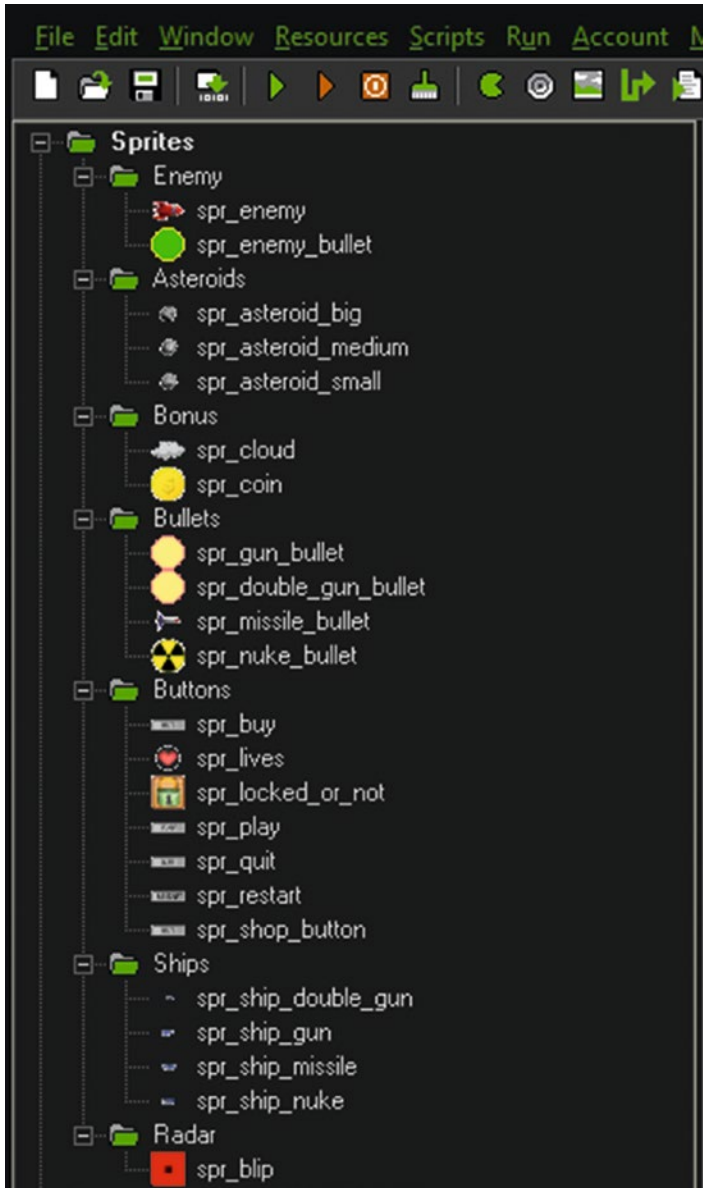 File Edit Window Resources Scripts Run Account
Sprites
Enemy
spr_enemy
spr_enemy_bullet
Asteroids
spr_asteroid_big
spr_asteroid_medium
spr_asteroid_small
Bonus
spr_cloud
spr_coin
Bullets
spr_gun_bullet
spr_double_gun_bullet
spr_missile_bullet
spr_nuke_bullet
Buttons
spr_buy
spr_lives
spr_locked_or_not
spr_play
spr_quit
spr_restart
spr_shop_button
Ships
spr_ship_double_gun
spr_ship_gun
spr_ship_missile
spr_ship_nuke
Radar
spr_blip